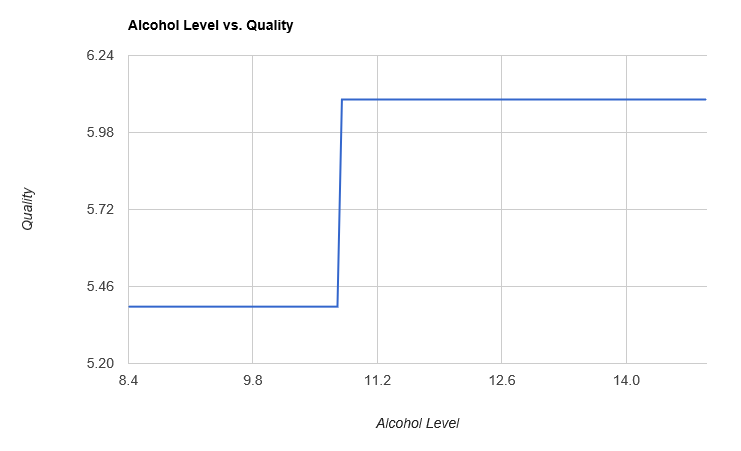 Alcohol Level vs. Quality
6.24
5.98
5.72
5.46
5.20
Quality
8.4 9.8 11.2 12.6 14.0
Alcohol Level